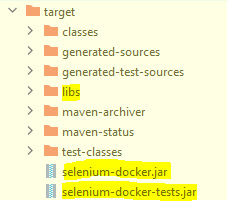 target
classes
generated-sources
generated-test-sources
libs
maven-archiver
maven-status
test-classes
selenium-docker.jar
selenium-docker-tests.jar